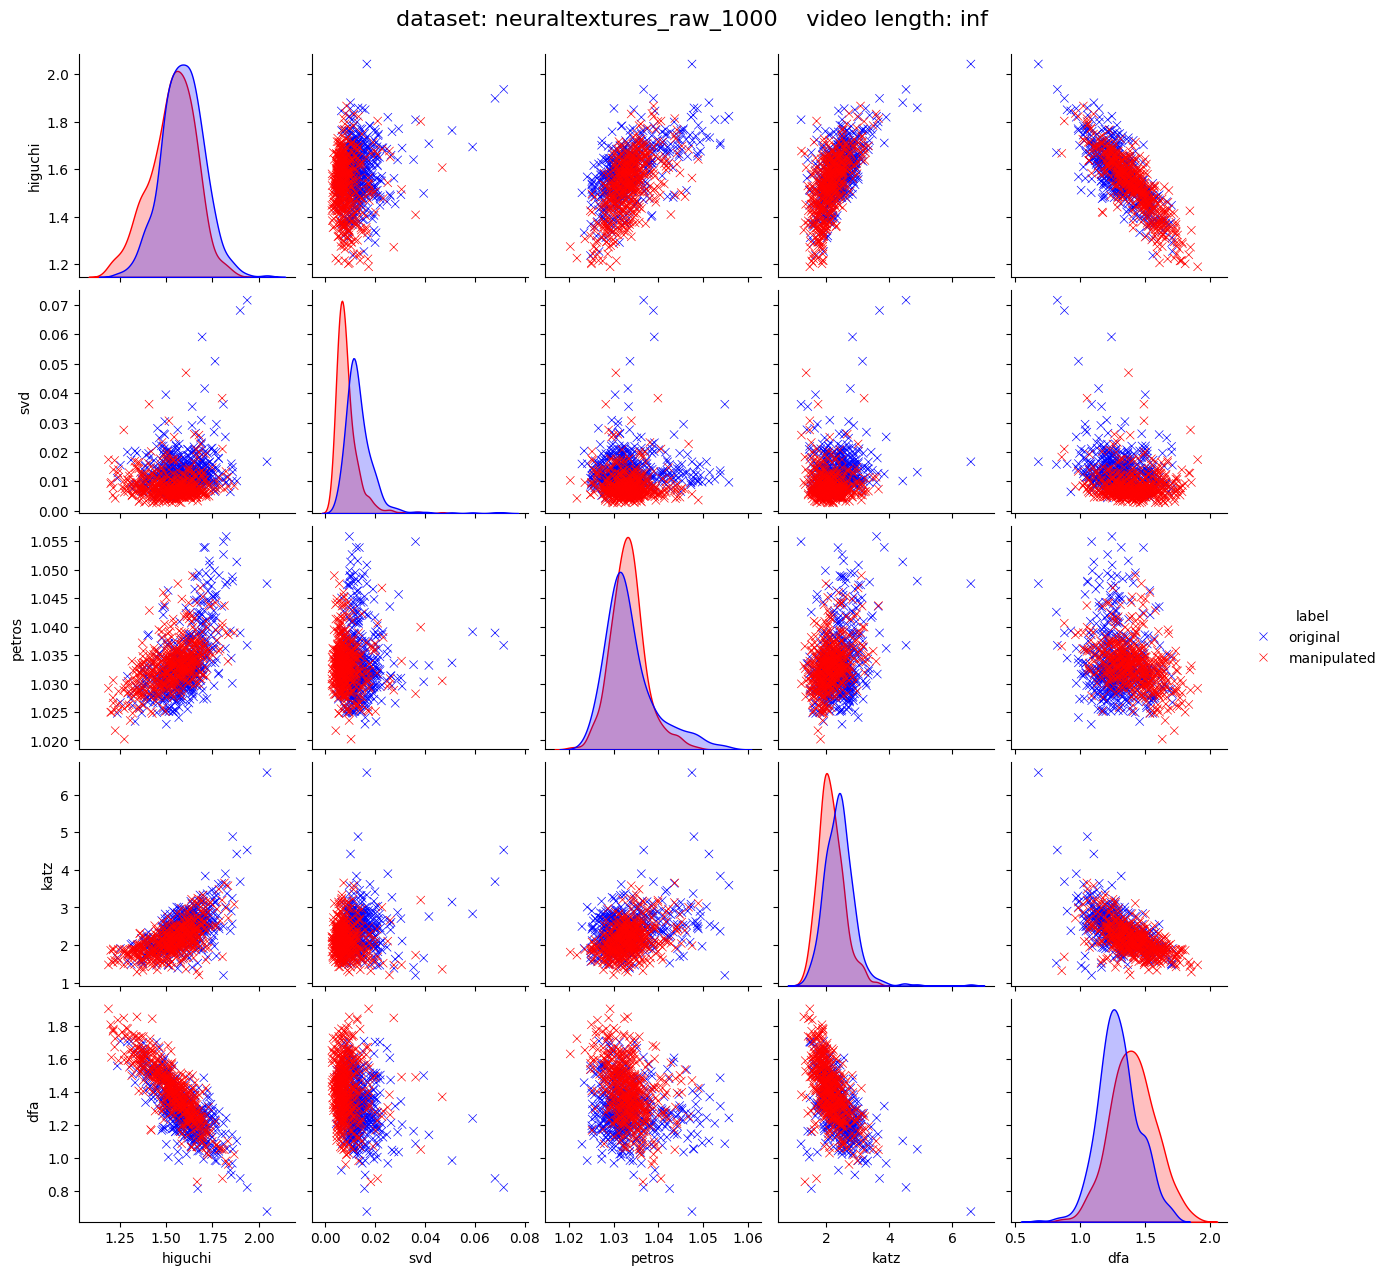 dataset: neuraltextures_raw_1000    video length: inf
higuchi
2.0
1.8
1.6
1.4
1.2
svd
0.07
0.06
0.05
0.04
0.03
0.02
0.01
0.00
petros
1.055
1.050
1.045
1.040
1.035
1.030
1.025
1.020
label
original
manipulated
katz
6
5
4
3
2
1
dfa
1.8
1.6
1.4
1.2
1.0
0.8
1.25 1.50 1.75 2.00
0.00 0.02 0.04 0.06 0.08
1.02 1.03 1.04 1.05 1.06
2 4 6
0.5 1.0 1.5 2.0
higuchi svd petros katz dfa